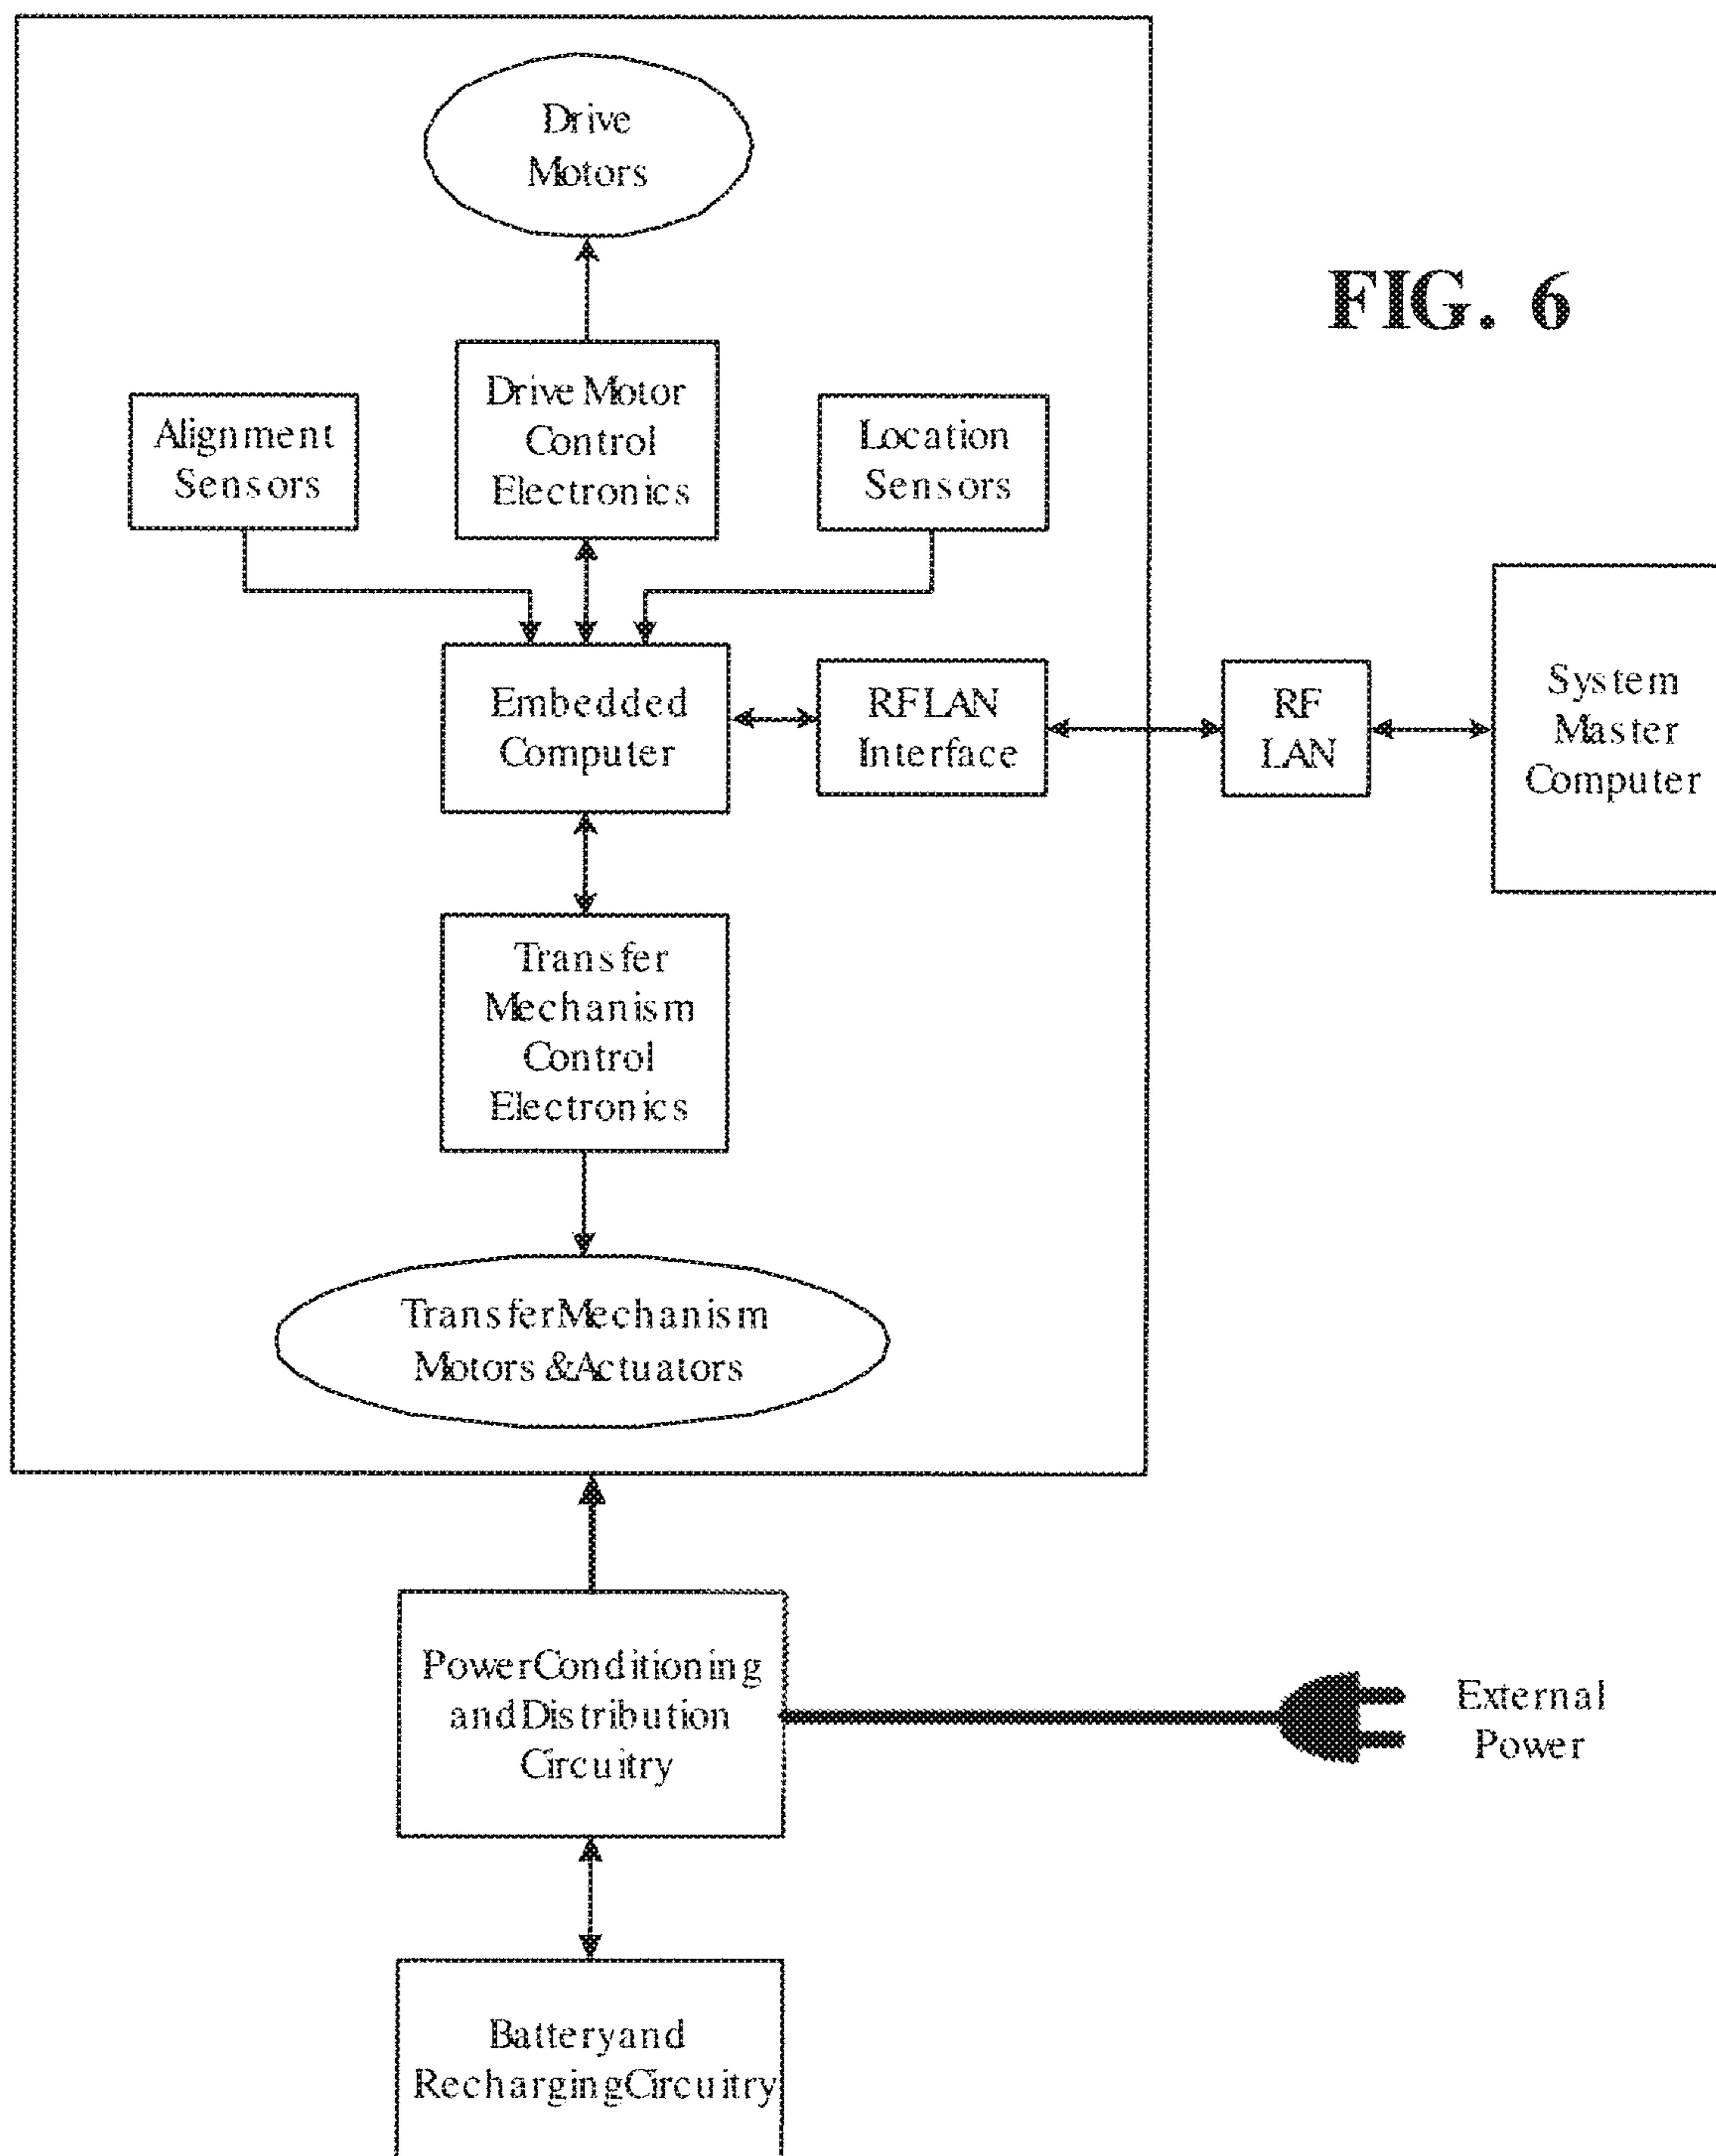 Drive
Motors
FIG. 6
Drive Motor
Control
Electronics
Alignment
Sensors
Location
Sensors
Embedded
Computer
RF LAN
Interface
RF
LAN
System
Master
Computer
Transfer
Mechanism
Control
Electronics
Transfer Mechanism
Motors & Actuators
Power Conditioning
and Distribution
Circuitry
External
Power
Battery and
Recharging Circuitry